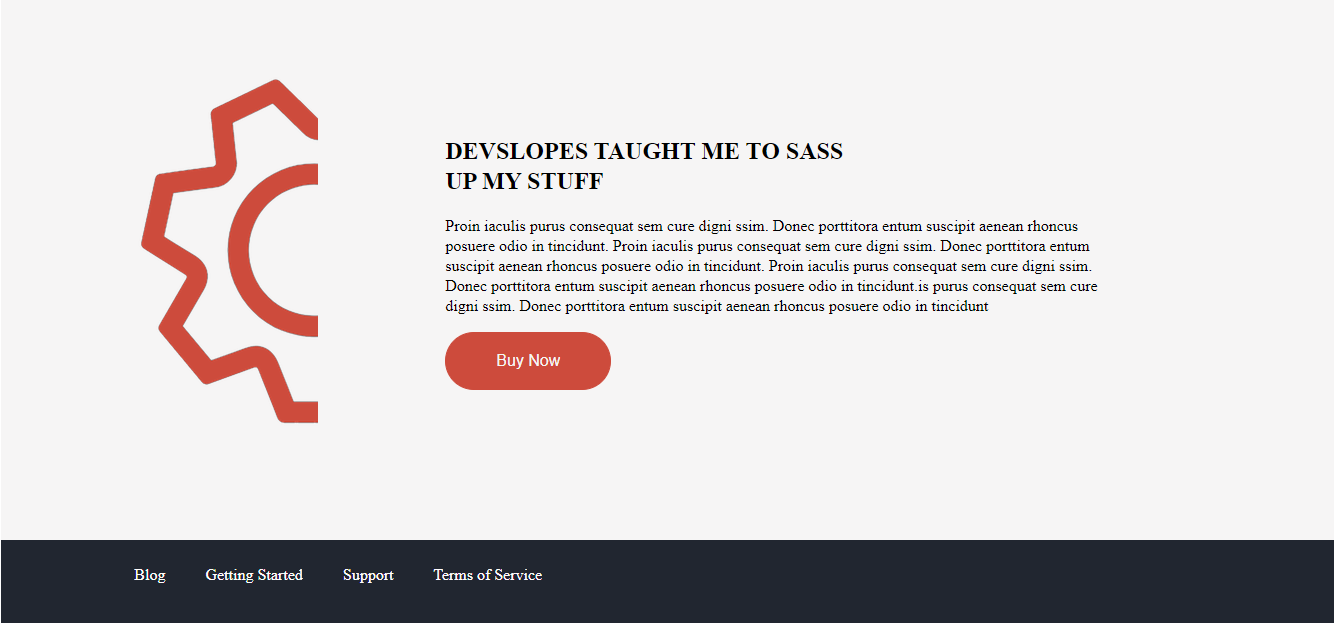 DEVSLOPES TAUGHT ME TO SASS
UP MY STUFF
Proin iaculis purus consequat sem cure digni ssim. Donec porttitora entum suscipit aenean rhoncus
posuere odio in tincidunt. Proin iaculis purus consequat sem cure digni ssim. Donec porttitora entum
suscipit aenean rhoncus posuere odio in tincidunt. Proin iaculis purus consequat sem cure digni ssim.
Donec porttitora entum suscipit aenean rhoncus posuere odio in tincidunt.is purus consequat sem cure
digni ssim. Donec porttitora entum suscipit aenean rhoncus posuere odio in tincidunt
Buy Now
Blog Getting Started Support Terms of Service